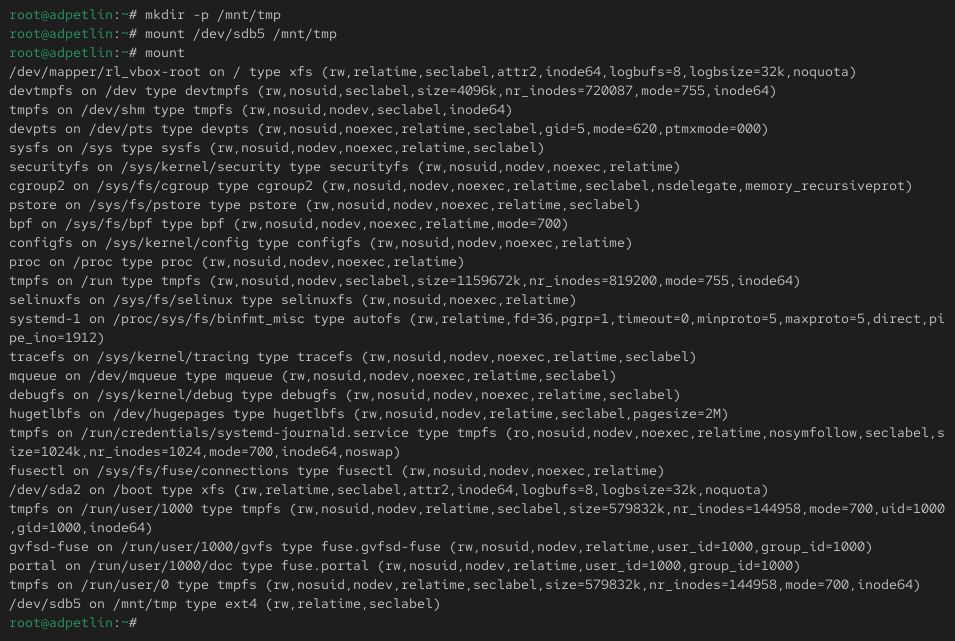 root@adpetlin:~# mkdir -p /mnt/tmp
root@adpetlin:~# mount /dev/sdb5 /mnt/tmp
root@adpetlin:~# mount
/dev/mapper/rl_vbox-root on / type xfs (rw,relatime,seclabel,attr2,inode64,logbufs=8,logbsize=32k,noquota)
devtmpfs on /dev type devtmpfs (rw,nosuid,seclabel,size=4096k,nr_inodes=720087,mode=755,inode64)
tmpfs on /dev/shm type tmpfs (rw,nosuid,nodev,seclabel,inode64)
devpts on /dev/pts type devpts (rw,nosuid,noexec,relatime,seclabel,gid=5,mode=620,ptmxmode=000)
sysfs on /sys type sysfs (rw,nosuid,nodev,noexec,relatime,seclabel)
securityfs on /sys/kernel/security type securityfs (rw,nosuid,nodev,noexec,relatime)
cgroup2 on /sys/fs/cgroup type cgroup2 (rw,nosuid,nodev,noexec,relatime,seclabel,nsdelegate,memory_recursiveprot)
pstore on /sys/fs/pstore type pstore (rw,nosuid,nodev,noexec,relatime,seclabel)
bpf on /sys/fs/bpf type bpf (rw,nosuid,nodev,noexec,relatime,mode=700)
configfs on /sys/kernel/config type configfs (rw,nosuid,nodev,noexec,relatime)
proc on /proc type proc (rw,nosuid,nodev,noexec,relatime)
tmpfs on /run type tmpfs (rw,nosuid,nodev,seclabel,size=1159672k,nr_inodes=819200,mode=755,inode64)
selinuxfs on /sys/fs/selinux type selinuxfs (rw,nosuid,noexec,relatime)
systemd-1 on /proc/sys/fs/binfmt_misc type autofs (rw,relatime,fd=36,pgrp=1,timeout=0,minproto=5,maxproto=5,direct,pi
pe_ino=1912)
tracefs on /sys/kernel/tracing type tracefs (rw,nosuid,nodev,noexec,relatime,seclabel)
mqueue on /dev/mqueue type mqueue (rw,nosuid,nodev,noexec,relatime,seclabel)
debugfs on /sys/kernel/debug type debugfs (rw,nosuid,nodev,noexec,relatime,seclabel)
hugetlbfs on /dev/hugepages type hugetlbfs (rw,nosuid,nodev,relatime,seclabel,pagesize=2M)
tmpfs on /run/credentials/systemd-journald.service type tmpfs (ro,nosuid,nodev,noexec,relatime,nosymfollow,seclabel,s
ize=1024k,nr_inodes=1024,mode=700,inode64,noswap)
fusectl on /sys/fs/fuse/connections type fusectl (rw,nosuid,nodev,noexec,relatime)
/dev/sda2 on /boot type xfs (rw,relatime,seclabel,attr2,inode64,logbufs=8,logbsize=32k,noquota)
tmpfs on /run/user/1000 type tmpfs (rw,nosuid,nodev,relatime,seclabel,size=579832k,nr_inodes=144958,mode=700,uid=1000
,gid=1000,inode64)
gvfsd-fuse on /run/user/1000/gvfs type fuse.gvfsd-fuse (rw,nosuid,nodev,relatime,user_id=1000,group_id=1000)
portal on /run/user/1000/doc type fuse.portal (rw,nosuid,nodev,relatime,user_id=1000,group_id=1000)
tmpfs on /run/user/0 type tmpfs (rw,nosuid,nodev,relatime,seclabel,size=579832k,nr_inodes=144958,mode=700,inode64)
/dev/sdb5 on /mnt/tmp type ext4 (rw,relatime,seclabel)
root@adpetlin:~#